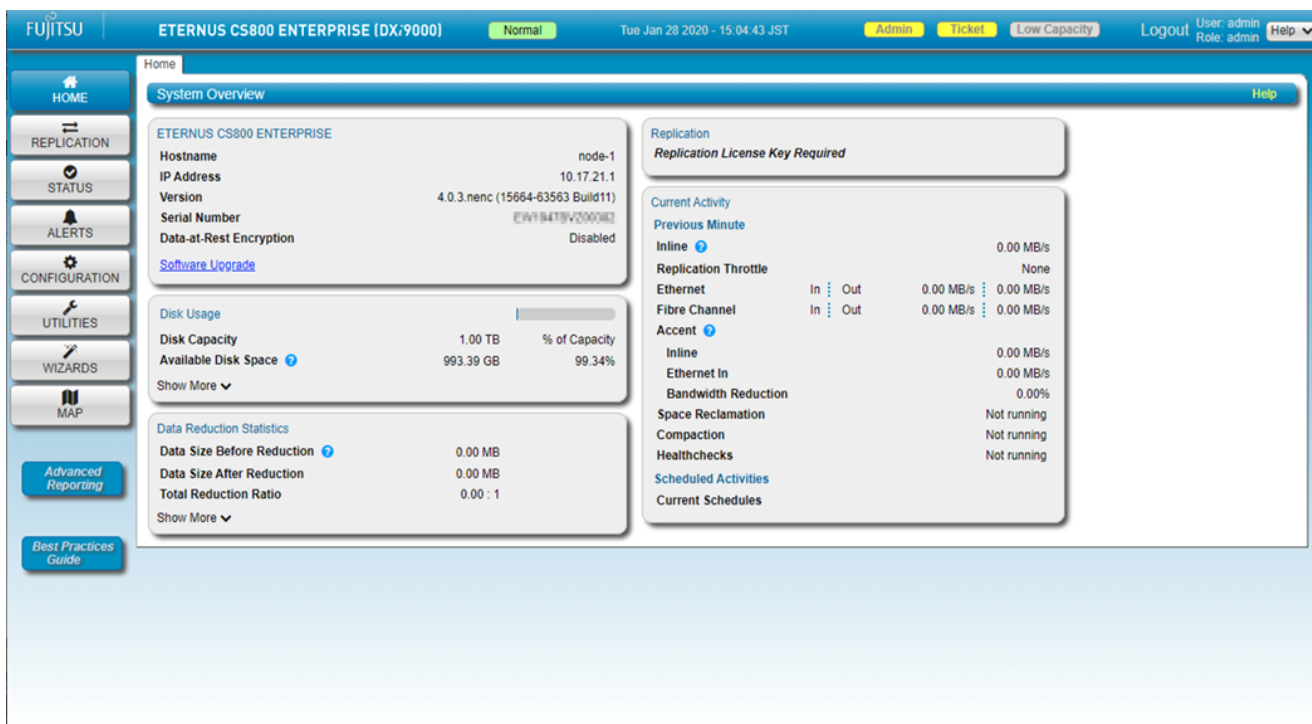 FUJITSU
ETERNUS CS800 ENTERPRISE (DXi9000)
Normal
Tue Jan 28 2020 - 15:04:43 JST
Admin
Ticket
Low Capacity
Logout
User: admin
Role: admin
Help
Home
HOME
REPLICATION
STATUS
ALERTS
CONFIGURATION
UTILITIES
WIZARDS
MAP
Advanced
Reporting
Best Practices
Guide
System Overview
Help
ETERNUS CS800 ENTERPRISE
Hostname node-1
IP Address 10.17.21.1
Version 4.0.3.nenc (15664-63563 Build11)
Serial Number
Data-at-Rest Encryption Disabled
Software Upgrade
Disk Usage
Disk Capacity 1.00 TB % of Capacity
Available Disk Space ? 993.39 GB 99.34%
Show More
Data Reduction Statistics
Data Size Before Reduction ? 0.00 MB
Data Size After Reduction 0.00 MB
Total Reduction Ratio 0.00 : 1
Show More
Replication
Replication License Key Required
Current Activity
Previous Minute
Inline ? 0.00 MB/s
Replication Throttle None
Ethernet In Out 0.00 MB/s 0.00 MB/s
Fibre Channel In Out 0.00 MB/s 0.00 MB/s
Accent ?
Inline 0.00 MB/s
Ethernet In 0.00 MB/s
Bandwidth Reduction 0.00%
Space Reclamation Not running
Compaction Not running
Healthchecks Not running
Scheduled Activities
Current Schedules